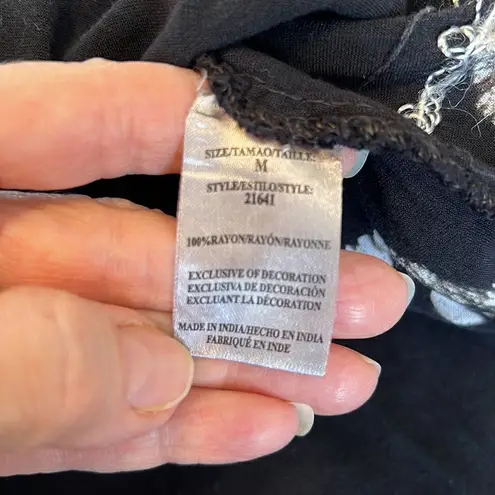 SIZE/TAMAO/TAILLE:
M
STYLE/ESTILO/STYLE:
21641
100%RAYON/RAYÓN/RAYONNE
EXCLUSIVE OF DECORATION
EXCLUSIVA DE DECORACIÓN
EXCLUANT LA DÉCORATION
MADE IN INDIA/HECHO EN INDIA
FABRIQUÉ EN INDE